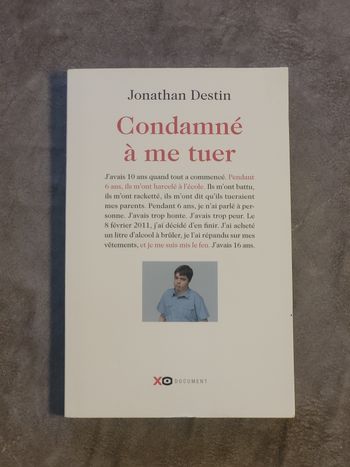 Jonathan Destin
Condamné
à me tuer
J'avais 10 ans quand tout a commencé. Pendant
6 ans, ils m'ont harcelé à l'école. Ils m'ont battu,
ils m'ont racketté, ils m'ont dit qu'ils tueraient
mes parents. Pendant 6 ans, je n'ai parlé à per-
sonne. J'avais trop honte. J'avais trop peur. Le
8 février 2011, j'ai décidé d'en finir. J'ai acheté
un litre d'alcool à brûler, je l'ai répandu sur mes
vêtements, et je me suis mis le feu. J'avais 16 ans.
XO DOCUMENT